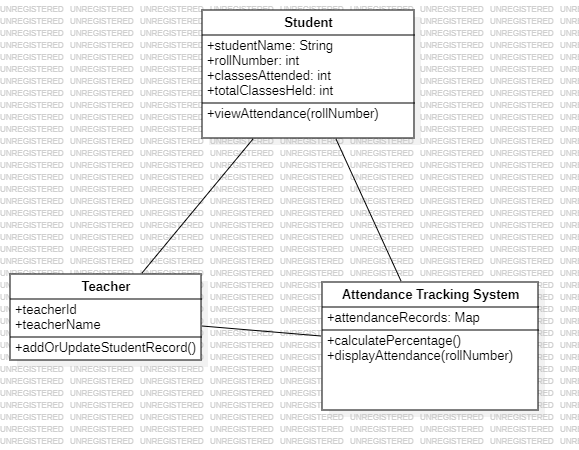 Student
+studentName: String
+rollNumber: int
+classesAttended: int
+totalClassesHeld: int
+viewAttendance(rollNumber)
Teacher
+teacherId
+teacherName
+addOrUpdateStudentRecord()
Attendance Tracking System
+attendanceRecords: Map
+calculatePercentage()
+displayAttendance(rollNumber)
UNREGISTERED